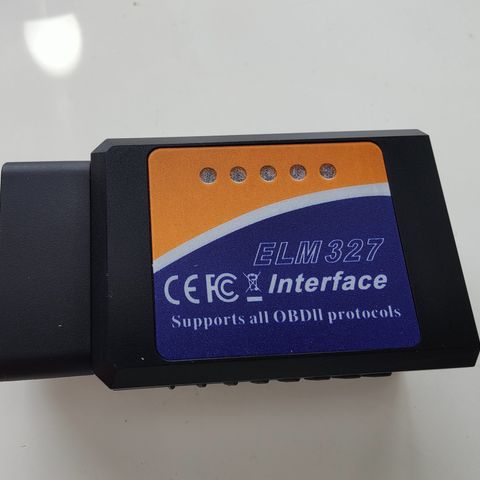 ELM327
CE FC Interface
Supports all OBDII protocols